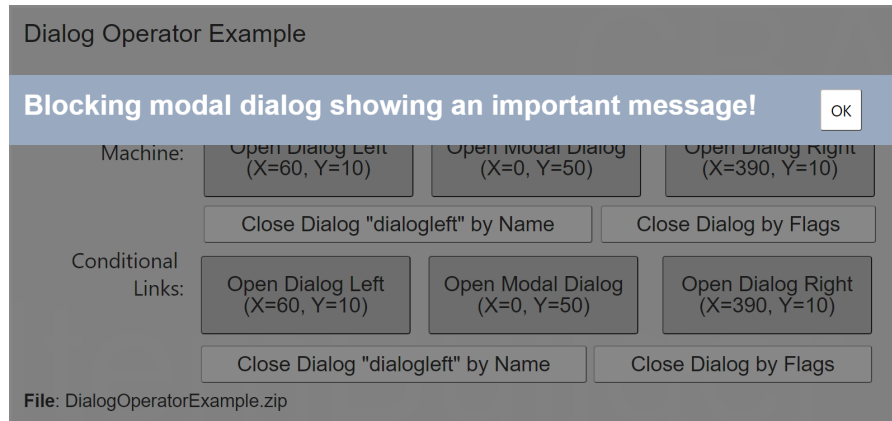 Dialog Operator Example
Blocking modal dialog showing an important message!
OK
Machine:
Open Dialog Left
(X=60, Y=10)
Open Modal Dialog
(X=0, Y=50)
Open Dialog Right
(X=390, Y=10)
Close Dialog "dialogleft" by Name
Close Dialog by Flags
Conditional
Links:
Open Dialog Left
(X=60, Y=10)
Open Modal Dialog
(X=0, Y=50)
Open Dialog Right
(X=390, Y=10)
Close Dialog "dialogleft" by Name
Close Dialog by Flags
File: DialogOperatorExample.zip